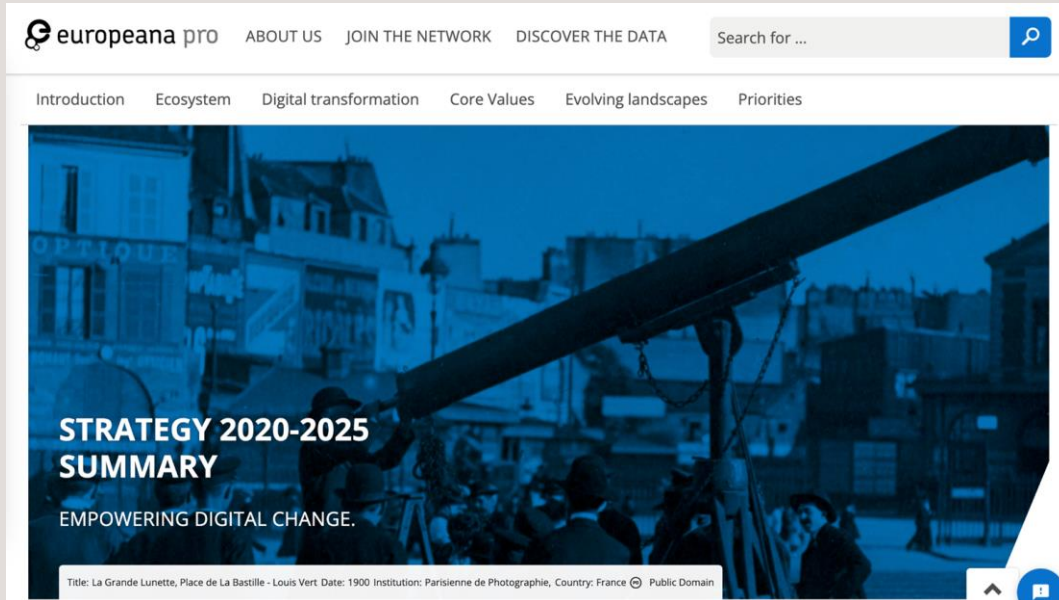 europeana pro ABOUT US JOIN THE NETWORK DISCOVER THE DATA Search for ...
Introduction Ecosystem Digital transformation Core Values Evolving landscapes Priorities
OPTIQUE
STRATEGY 2020-2025
SUMMARY
EMPOWERING DIGITAL CHANGE.
Title: La Grande Lunette, Place de La Bastille - Louis Vert Date: 1900 Institution: Parisienne de Photographie, Country: France Public Domain